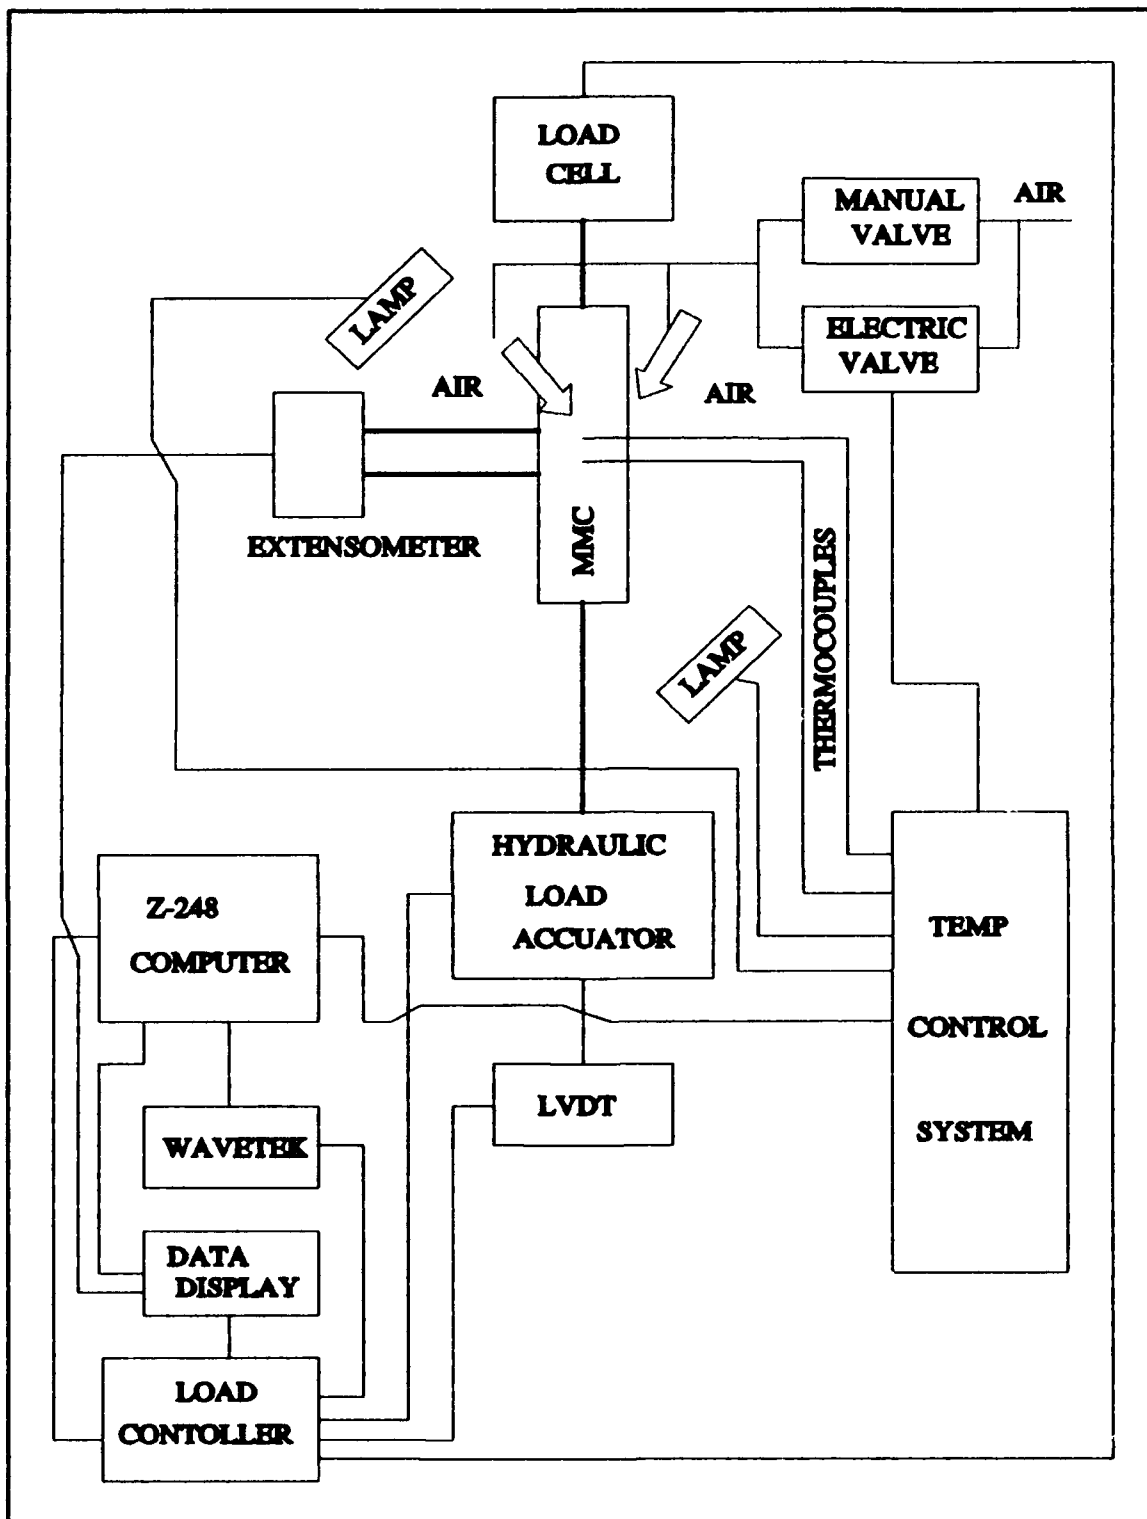 LOAD
CELL
MANUAL
VALVE
AIR
LAMP
ELECTRIC
VALVE
AIR
AIR
EXTENSOMETER
MMC
THERMOCOUPLES
LAMP
HYDRAULIC
LOAD
ACCUATOR
Z-248
COMPUTER
TEMP
CONTROL
SYSTEM
LVDT
WAVETEK
DATA
DISPLAY
LOAD
CONTOLLER